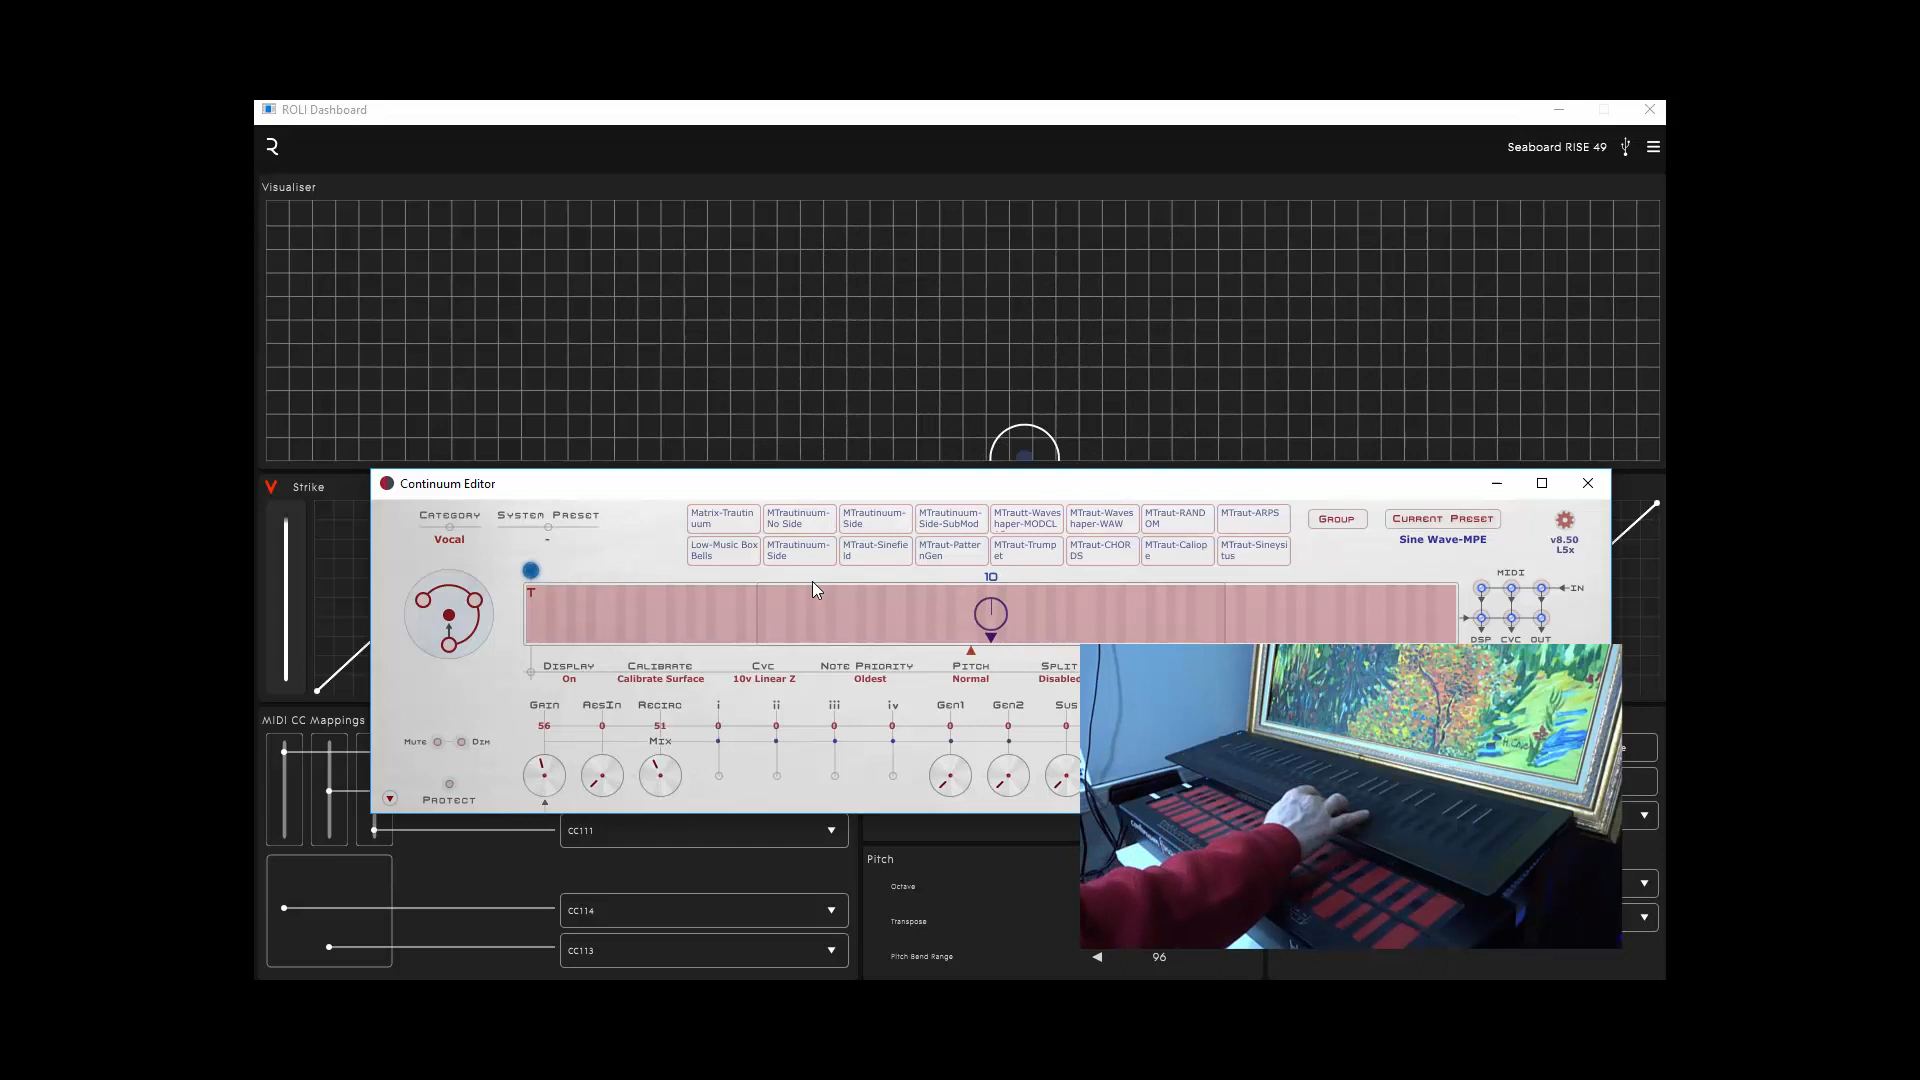 ROLI Dashboard
Seaboard RISE 49
Visualiser
Strike
Continuum Editor
CATEGORY
Vocal
SYSTEM PRESET
-
Matrix-Trautin
uum
MTrautinuum-
No Side
MTrautinuum-
Side
MTrautinuum-
Side-SubMod
MTrautt-Waves
haper-MODCL
MTraut-Waves
haper-WAW
MTraut-RAND
OM
MTraut-ARPS
Low-Music Box
Bells
MTrautinuum-
Side
MTraut-Sinefie
ld
MTraut-Patter
nGen
MTraut-Trump
et
MTraut-CHOR
DS
MTraut-Caliop
e
MTraut-Sineysi
tus
GROUP
CURRENT PRESET
Sine Wave-MPE
v8.50
L5x
10
T
MIDI
IN
DSP CVC OUT
DISPLAY
On
CALIBRATE
Calibrate Surface
CVC
10v Linear Z
NOTE PRIORITY
Oldest
PITCH
Normal
SPLIT
Disabled
GAIN RESIN RECIRC i ii iii iv GEN1 GEN2 SUS
56 0 51 0 0 0 0 0 0 0
MIX
MUTE DIM
PROTECT
MIDI CC Mappings
CC111
CC114
CC113
Pitch
Octave
Transpose
Pitch Bend Range
96